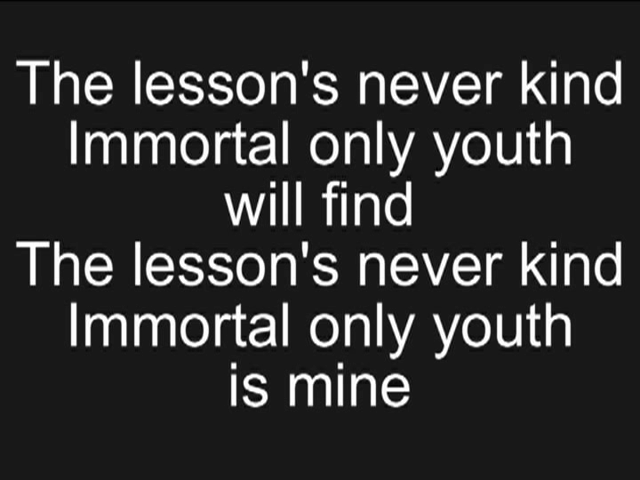 The lesson's never kind
Immortal only youth
will find
The lesson's never kind
Immortal only youth
is mine